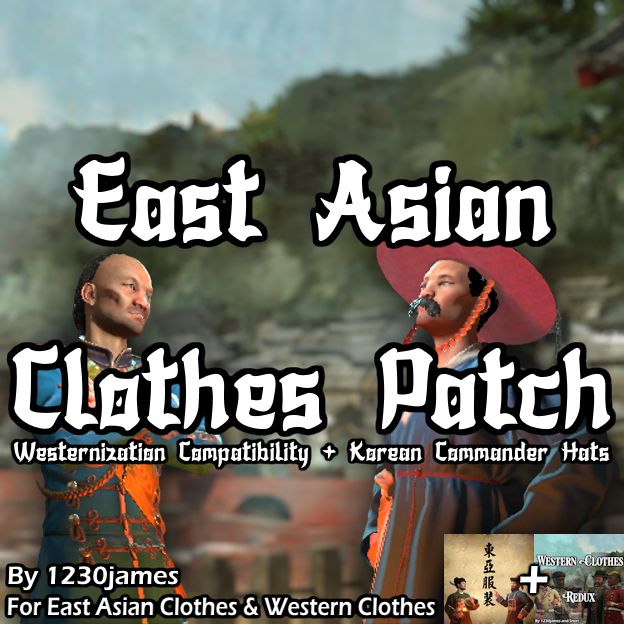 East Asian
Clothes Patch
Westernization Compatibility + Korean Commander Hats
東亞服装
Western Clothes
Redux
By 1230james
For East Asian Clothes & Western Clothes
+